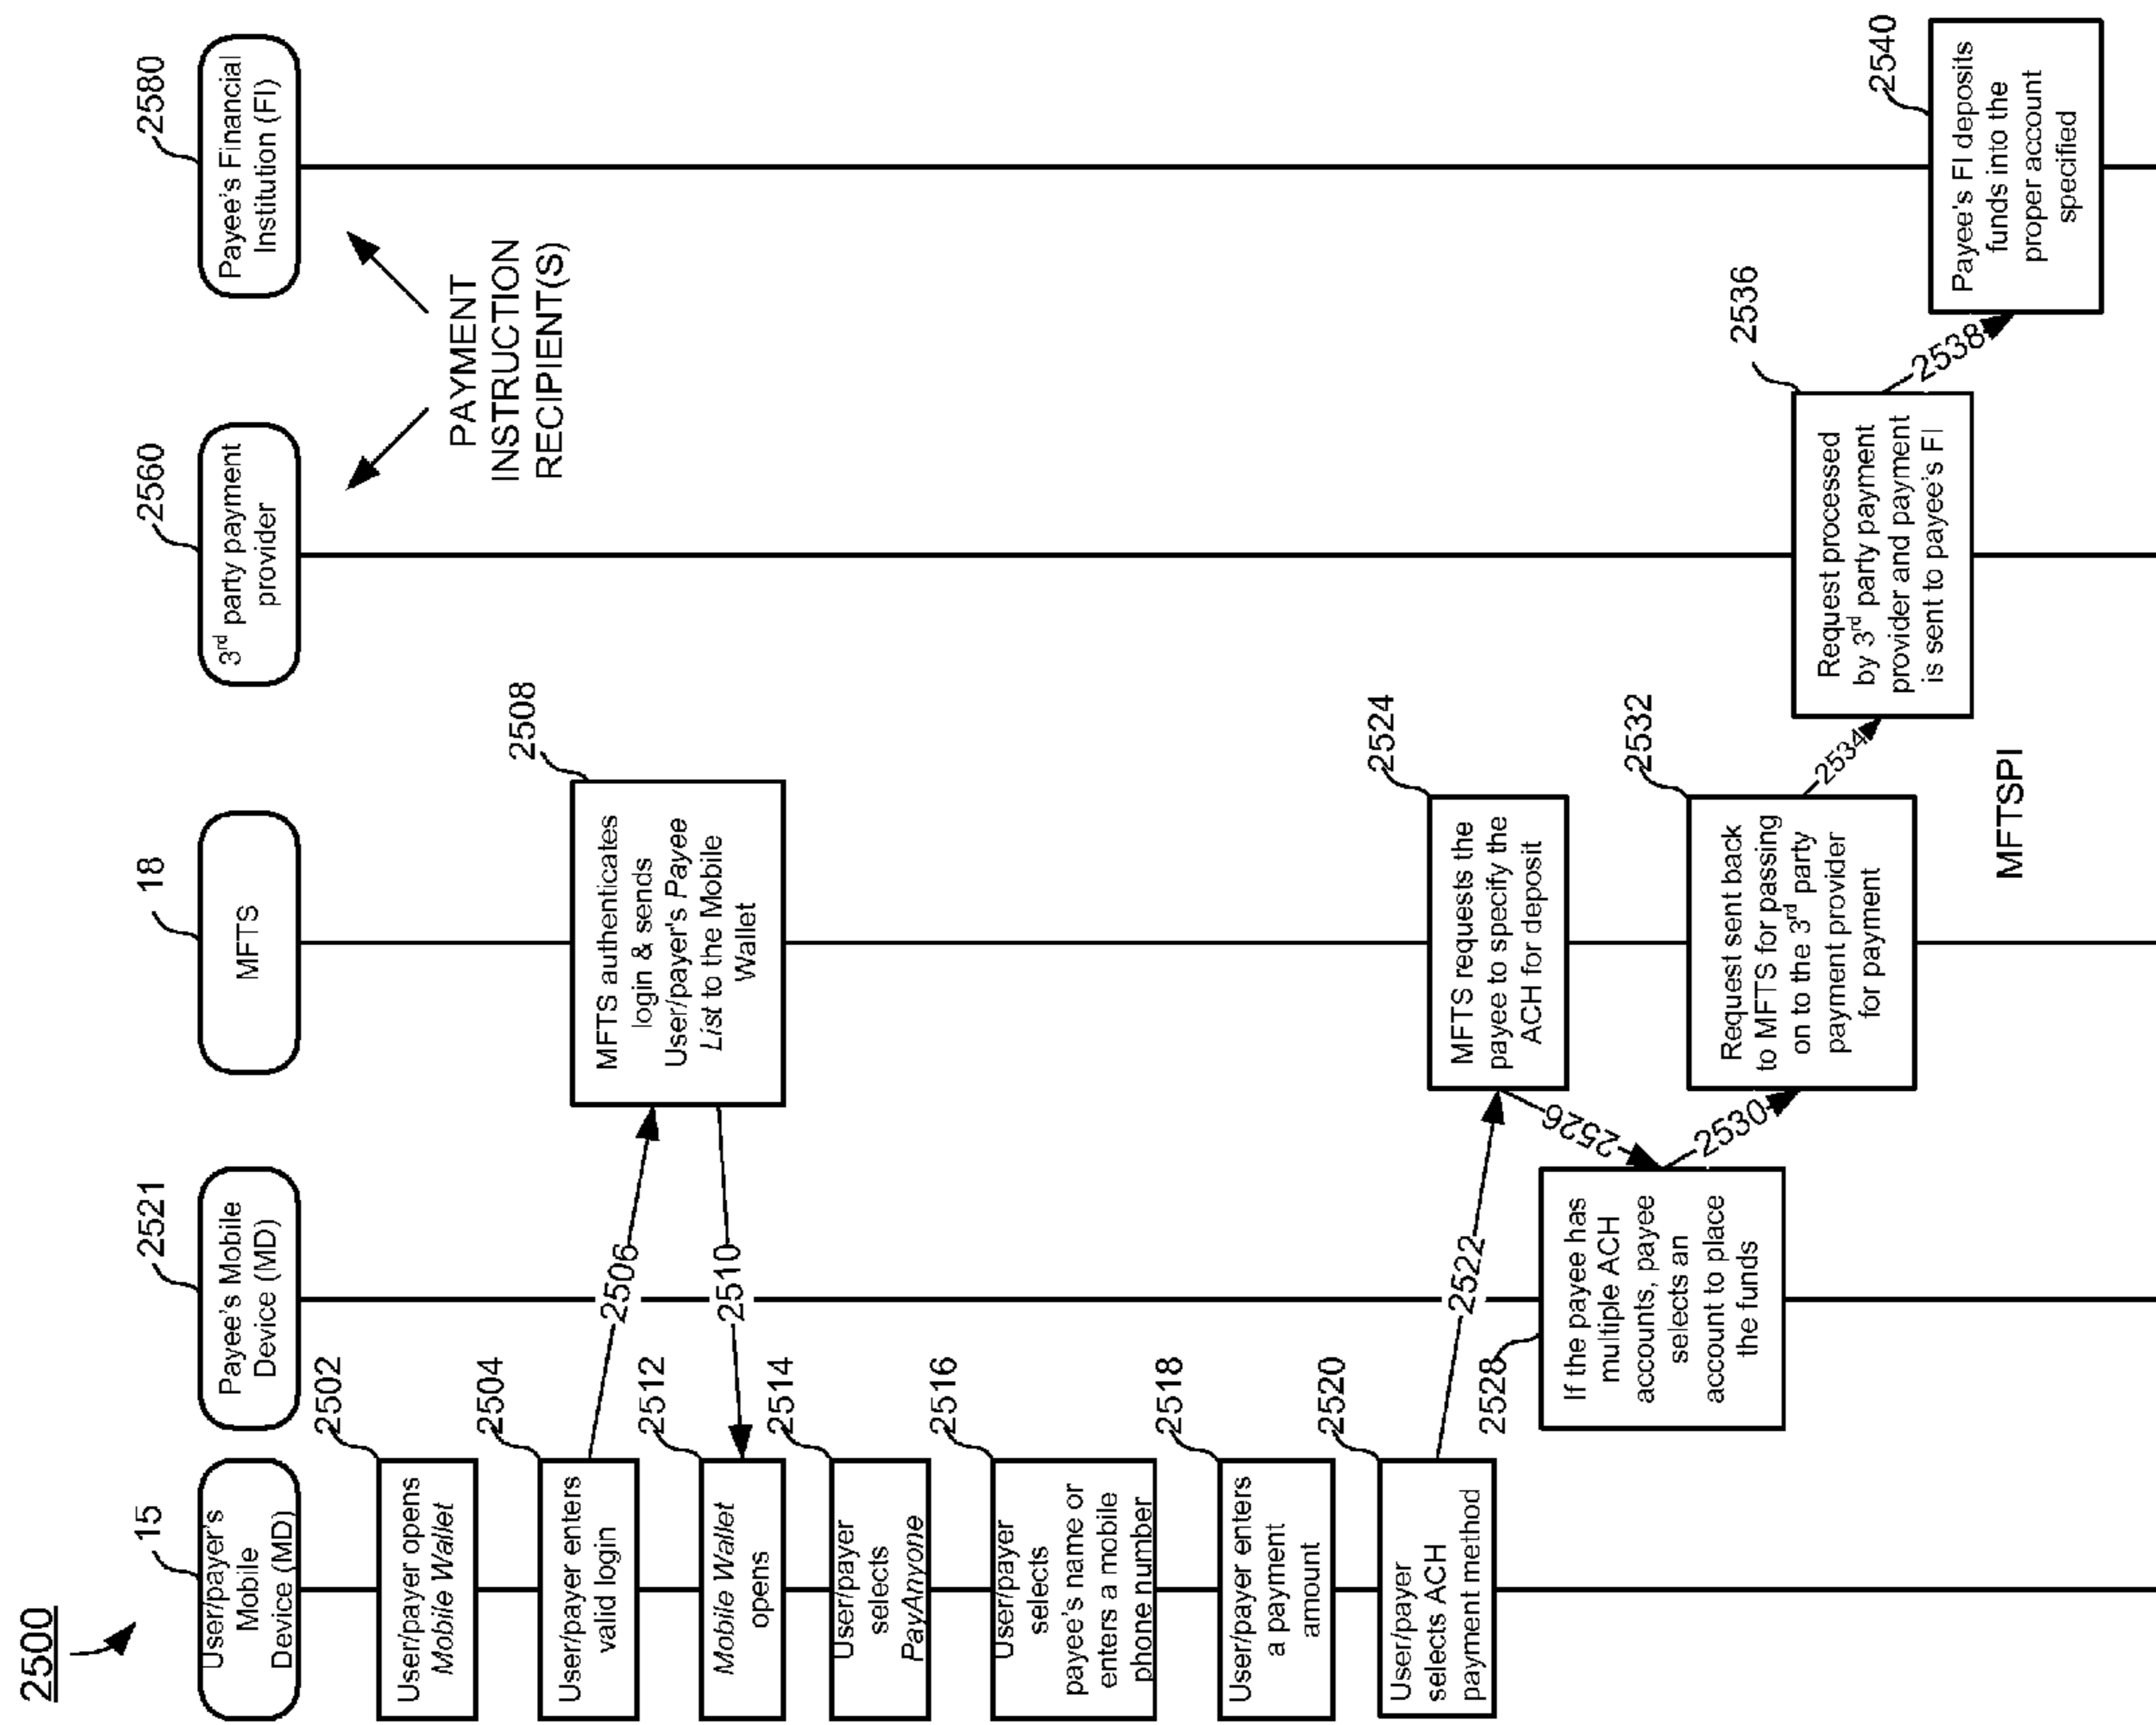 2500
15
User/payer's
Mobile
Device (MD)
2521
Payee's Mobile
Device (MD)
18
MFTS
2560
3rd party payment
provider
2580
Payee's Financial
Institution (FI)
PAYMENT
INSTRUCTION
RECIPIENT(S)
2502
User/payer opens
Mobile Wallet
2504
User/payer enters
valid login
2506
2508
MFTS authenticates
login & sends
User/payer's Payee
List to the Mobile
Wallet
2510
2512
Mobile Wallet
opens
2514
User/payer
selects
PayAnyone
2516
User/payer
selects
payee's name or
enters a mobile
phone number
2518
User/payer enters
a payment
amount
2520
User/payer
selects ACH
payment method
2522
2524
MFTS requests the
payee to specify the
ACH for deposit
2526
2528
If the payee has
multiple ACH
accounts, payee
selects an
account to place
the funds
2530
2532
Request sent back
to MFTS for passing
on to the 3rd party
payment provider
for payment
2534
2536
Request processed
by 3rd party payment
provider and payment
is sent to payee's FI
2538
2540
Payee's FI deposits
funds into the
proper account
specified
MFTSPI